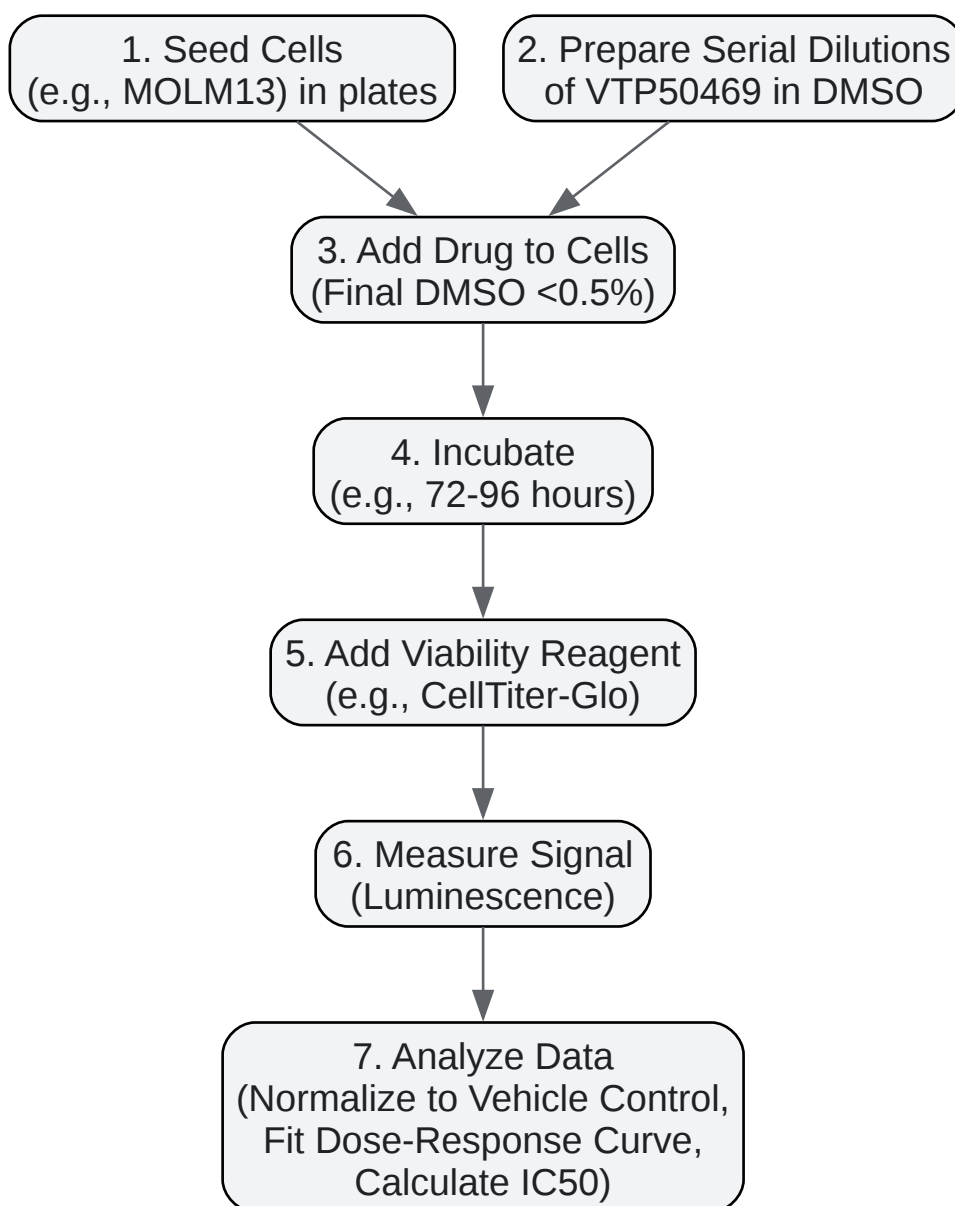 1. Seed Cells
(e.g., MOLM13) in plates
2. Prepare Serial Dilutions
of VTP50469 in DMSO
3. Add Drug to Cells
(Final DMSO <0.5%)
4. Incubate
(e.g., 72-96 hours)
5. Add Viability Reagent
(e.g., CellTiter-Glo)
6. Measure Signal
(Luminescence)
7. Analyze Data
(Normalize to Vehicle Control,
Fit Dose-Response Curve,
Calculate IC50)